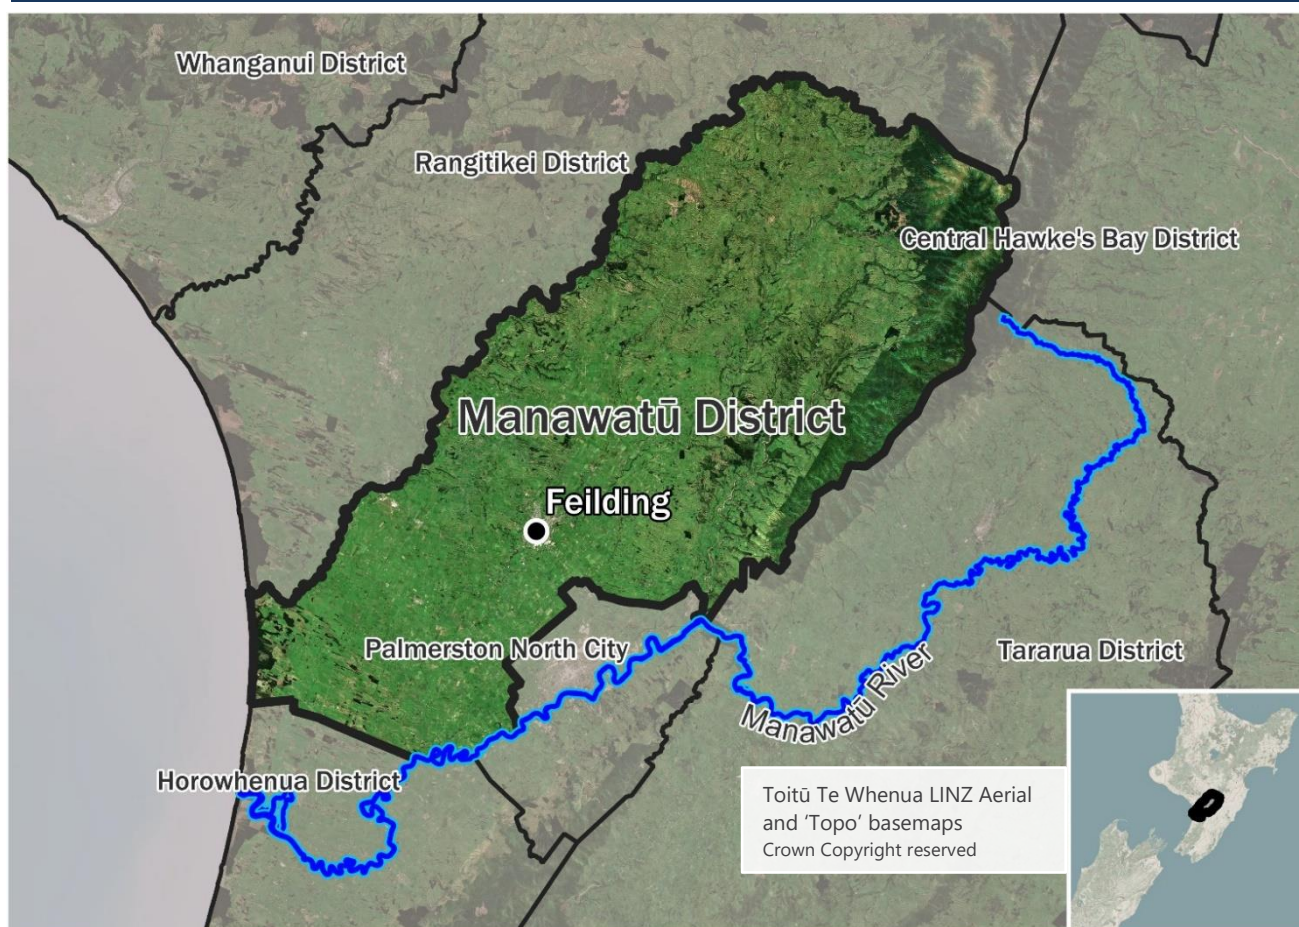 Whanganui District
Rangitikei District
Central Hawke's Bay District
Manawatū District
Feilding
Palmerston North City
Tararua District
Manawatū River
Horowhenua District
Toitū Te Whenua LINZ Aerial
and ‘Topo’ basemaps
Crown Copyright reserved